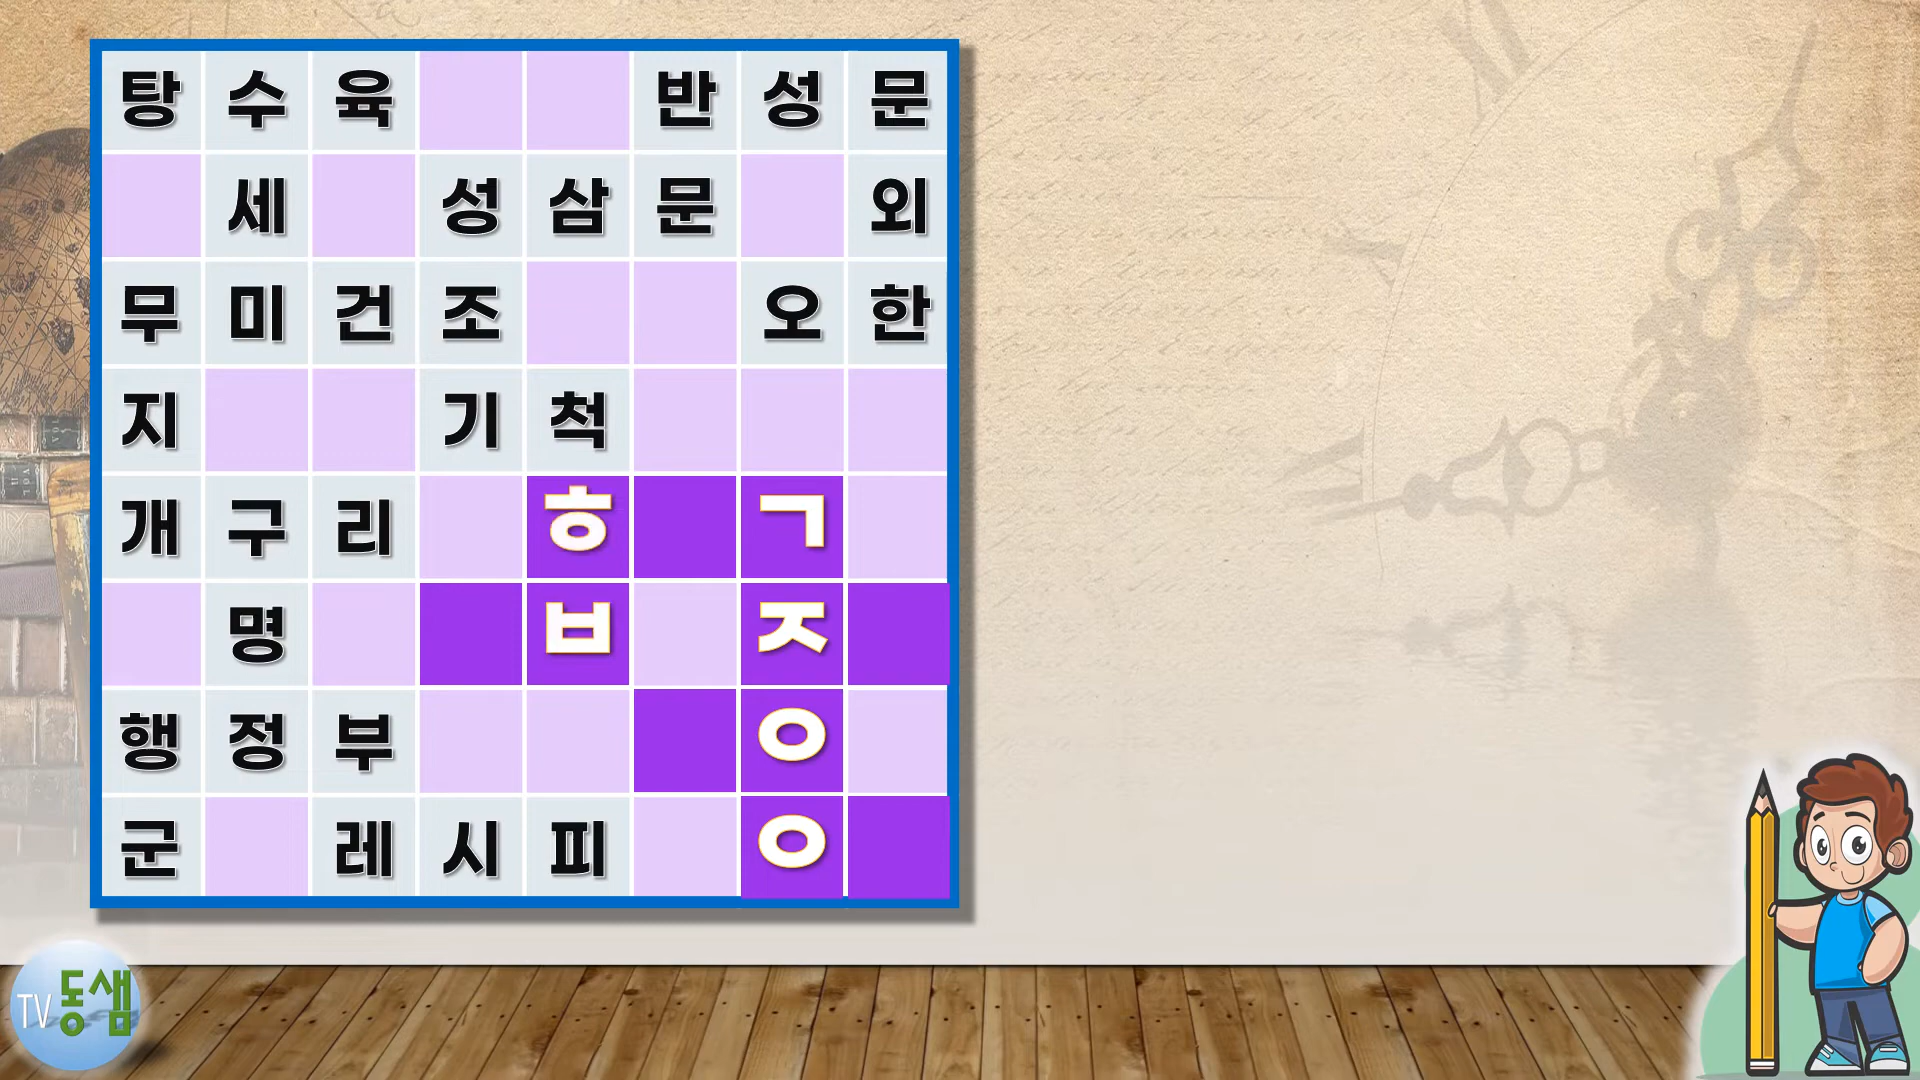 탕 수 육 반 성 문
세 성 삼 문 외
무 미 건 조 오 한
지 기 척
개 구 리 ㅎ ㄱ
명 ㅂ ㅈ
행 정 부 ㅇ
군 레 시 피 ㅇ
TV 동샘